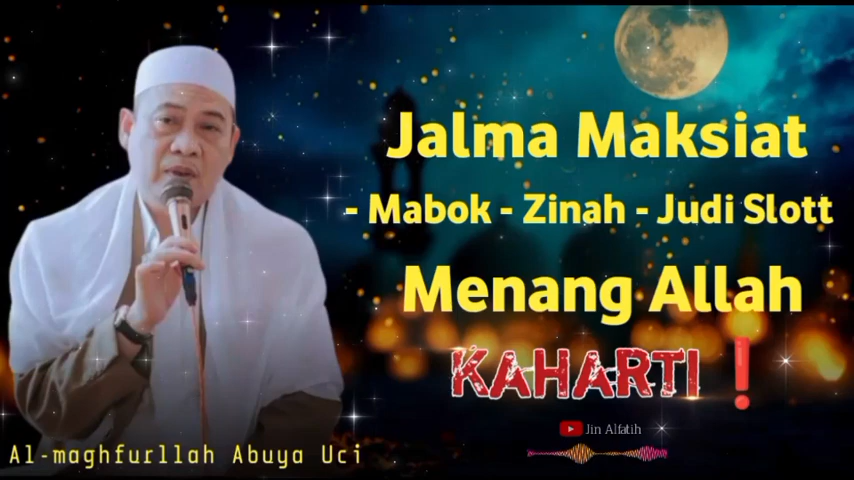 Jalma Maksiat
- Mabok - Zinah - Judi Slott
Menang Allah
KAHARTI❗
Jin Alfatih
Al-maghfurllah Abuya Uci